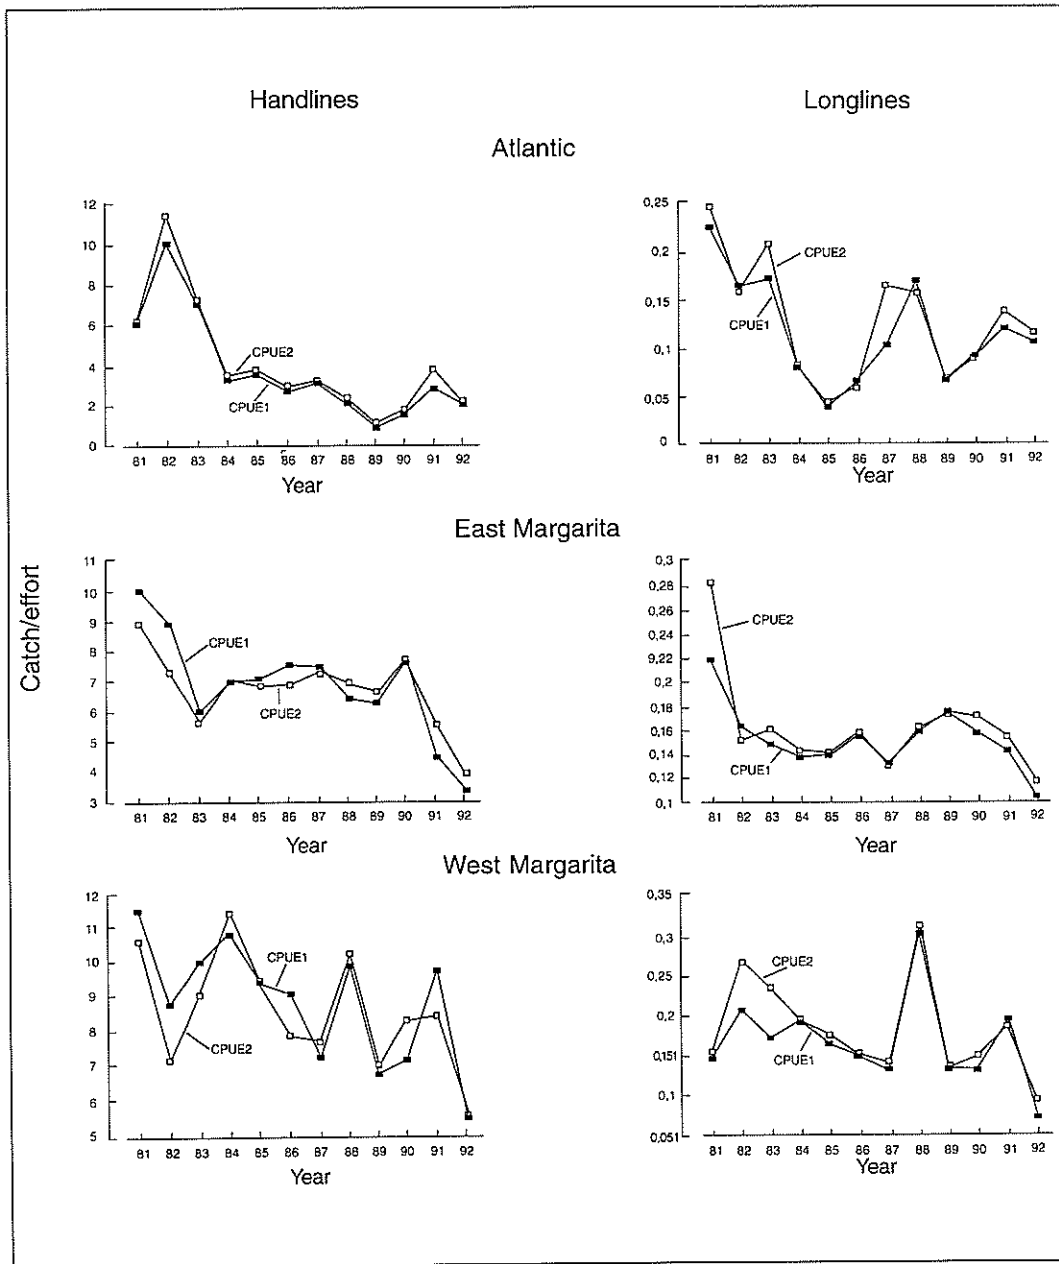 Handlines
Longlines
Atlantic
Catch/effort
12
10
8
6
4
2
0
CPUE2
CPUE1
81 82 83 84 85 86 87 88 89 90 91 92
Year
0,25
0,2
0,15
0,1
0,05
0
CPUE2
CPUE1
81 82 83 84 85 86 87 88 89 90 91 92
Year
East Margarita
11
10
9
8
7
6
5
4
3
CPUE1
CPUE2
81 82 83 84 85 86 87 88 89 90 91 92
Year
0,3
0,28
0,26
0,24
9,22
0,2
0,18
0,16
0,14
0,12
0,1
CPUE2
CPUE1
81 82 83 84 85 86 87 88 89 90 91 92
Year
West Margarita
12
11
10
9
8
7
6
5
CPUE1
CPUE2
81 82 83 84 85 86 87 88 89 90 91 92
Year
0,35
0,3
0,25
0,2
0,151
0,1
0,051
CPUE2
CPUE1
81 82 83 84 85 86 87 88 89 90 91 92
Year